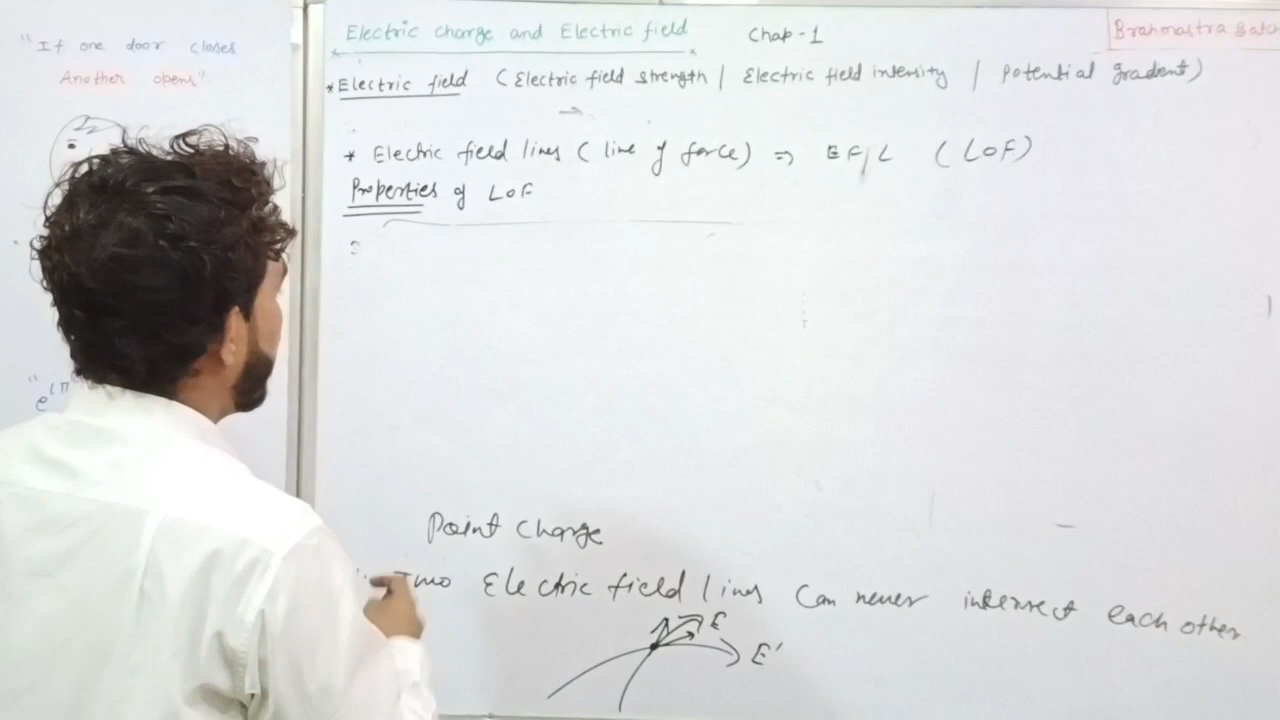 "If one door closes
Another opens".
"e^iπ
Electric charge and Electric field Chap-1
Brahmastra Batch
* Electric field (Electric field strength | Electric field intensity | Potential gradient)
* Electric field lines (line of force) ⇒ EFL (LOF)
Properties of LOF
Point charge
Two Electric field lines can never intersect each other
E
E'